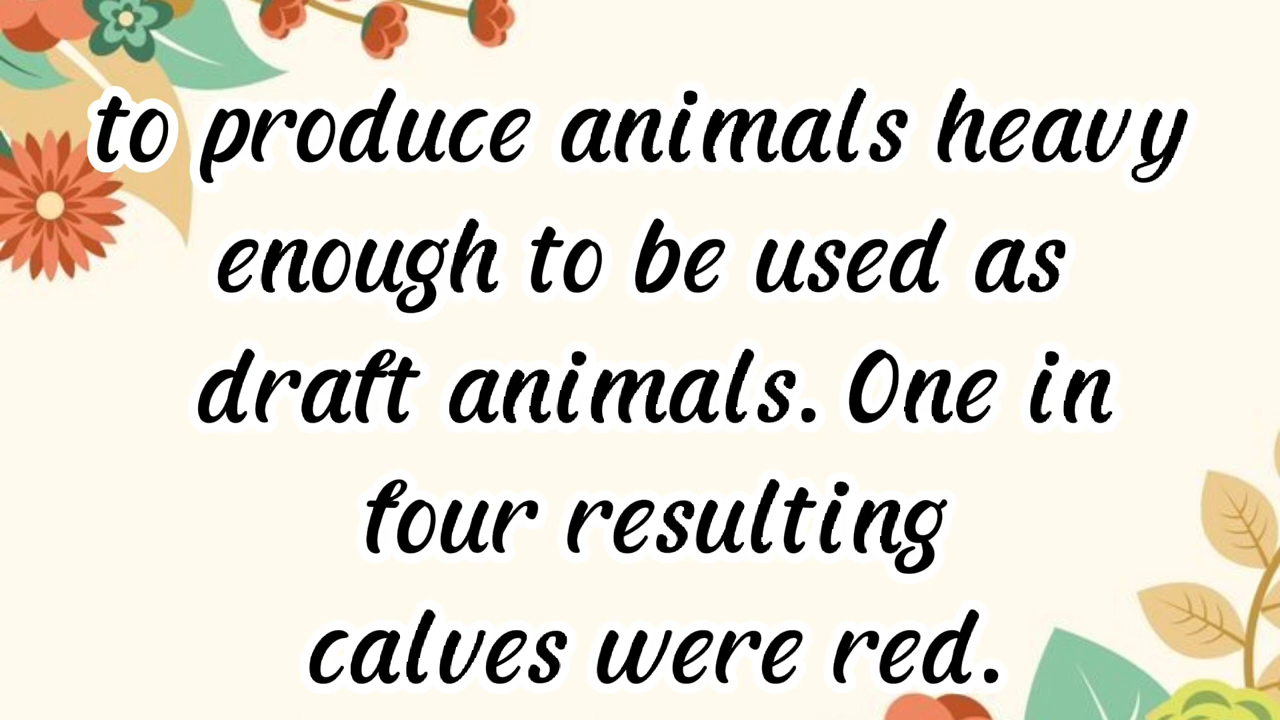 to produce animals heavy
enough to be used as
draft animals. One in
four resulting
calves were red.